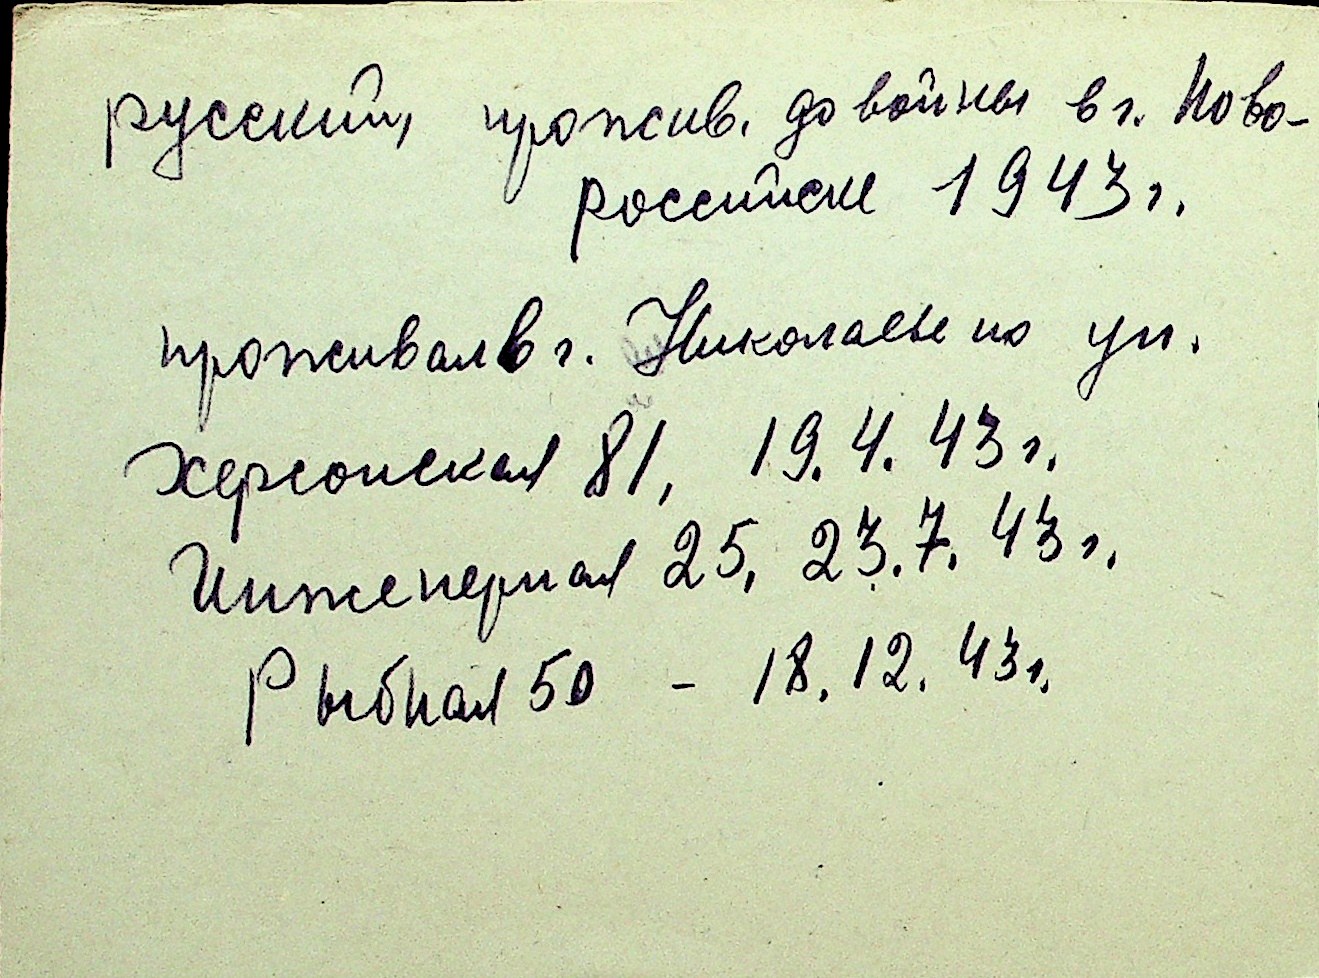 русский, прожив. до войны в г. Ново-
российске 1943 г.
проживал в г. Николаеве по ул.
Херсонская 81, 19.4.43 г.
Инженерная 25, 23.7.43 г.
Рыбная 50 - 18.12.43 г.